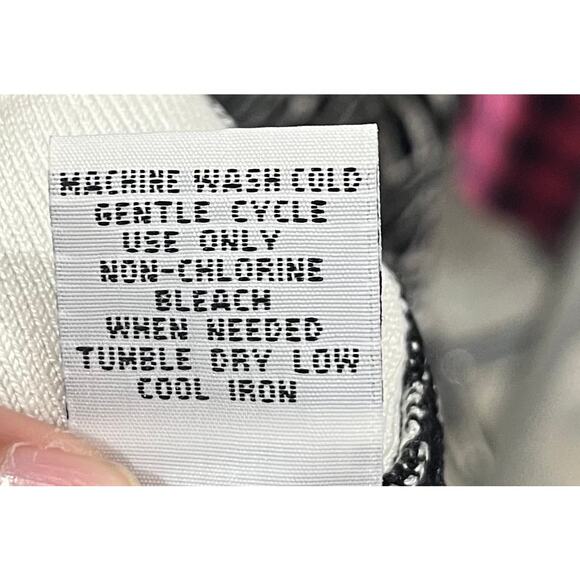 MACHINE WASH COLD
GENTLE CYCLE
USE ONLY
NON-CHLORINE
BLEACH
WHEN NEEDED
TUMBLE DRY LOW
COOL IRON